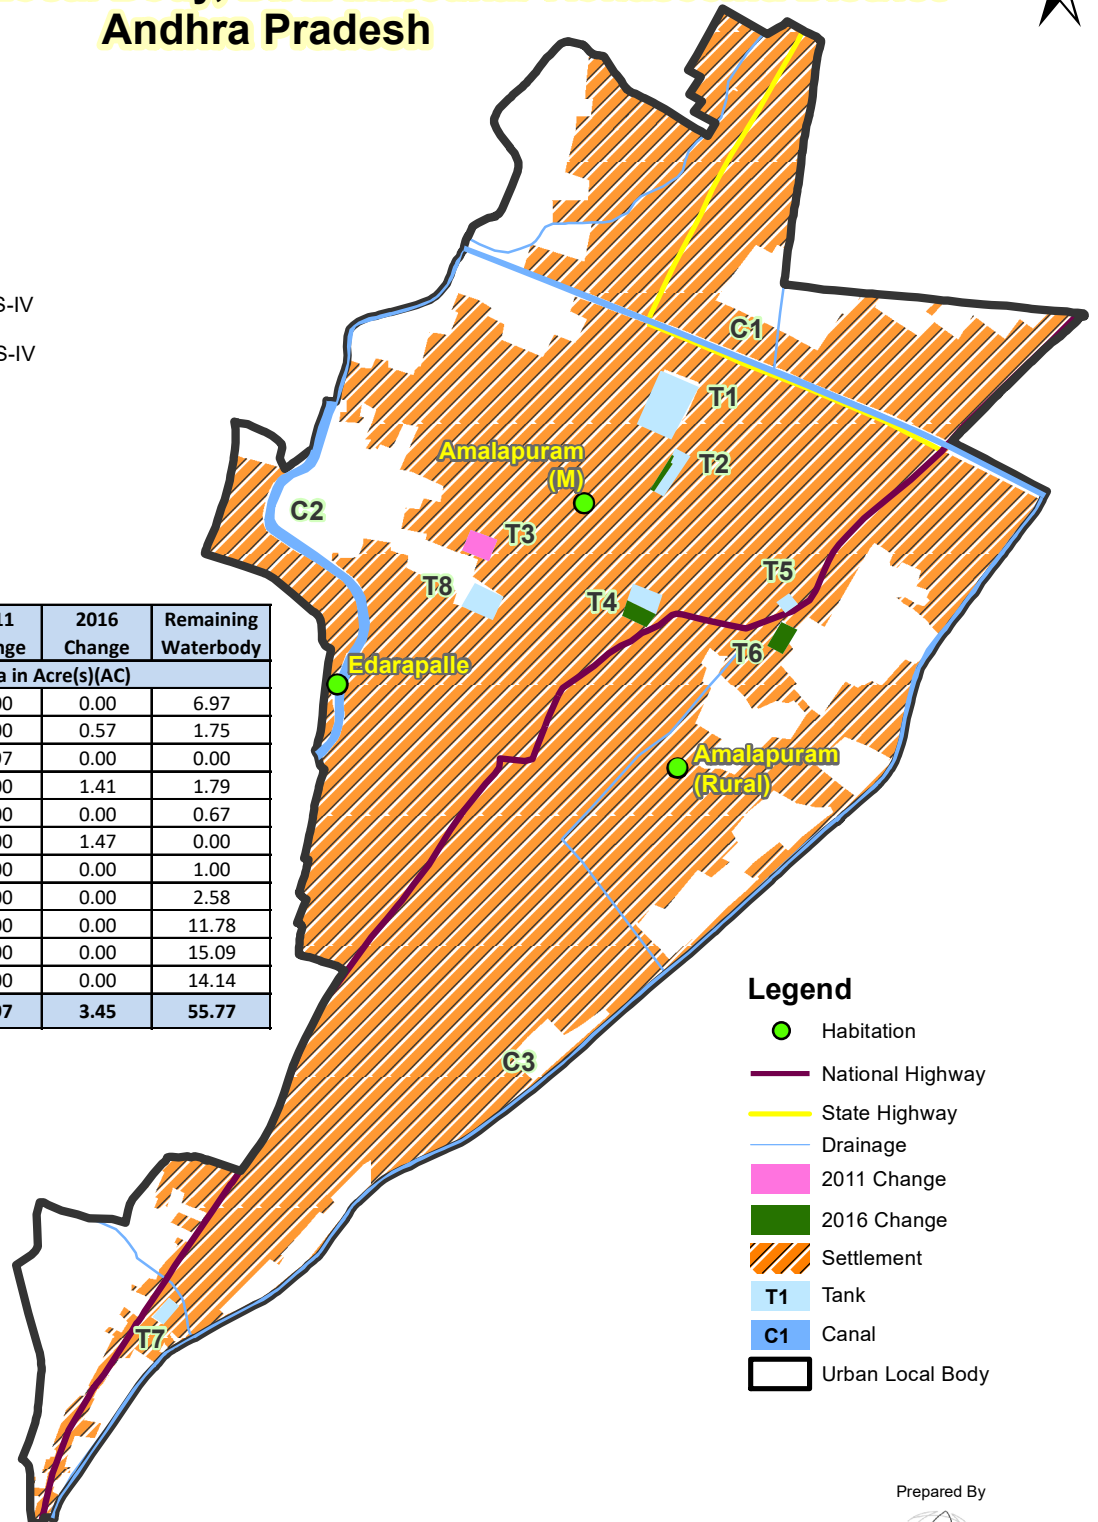 Andhra Pradesh
S-IV
S-IV
C1
T1
Amalapuram
(M)
T2
C2
T3
T8
T4
T5
T6
Edarapalle
Amalapuram
(Rural)
C3
T7
2016 Remaining
Change Waterbody
in Acre(s)(AC)
0.00 6.97
0.57 1.75
0.00 0.00
1.41 1.79
0.00 0.67
1.47 0.00
0.00 1.00
0.00 2.58
0.00 11.78
0.00 15.09
0.00 14.14
3.45 55.77
Legend
Habitation
National Highway
State Highway
Drainage
2011 Change
2016 Change
Settlement
T1 Tank
C1 Canal
Urban Local Body
Prepared By